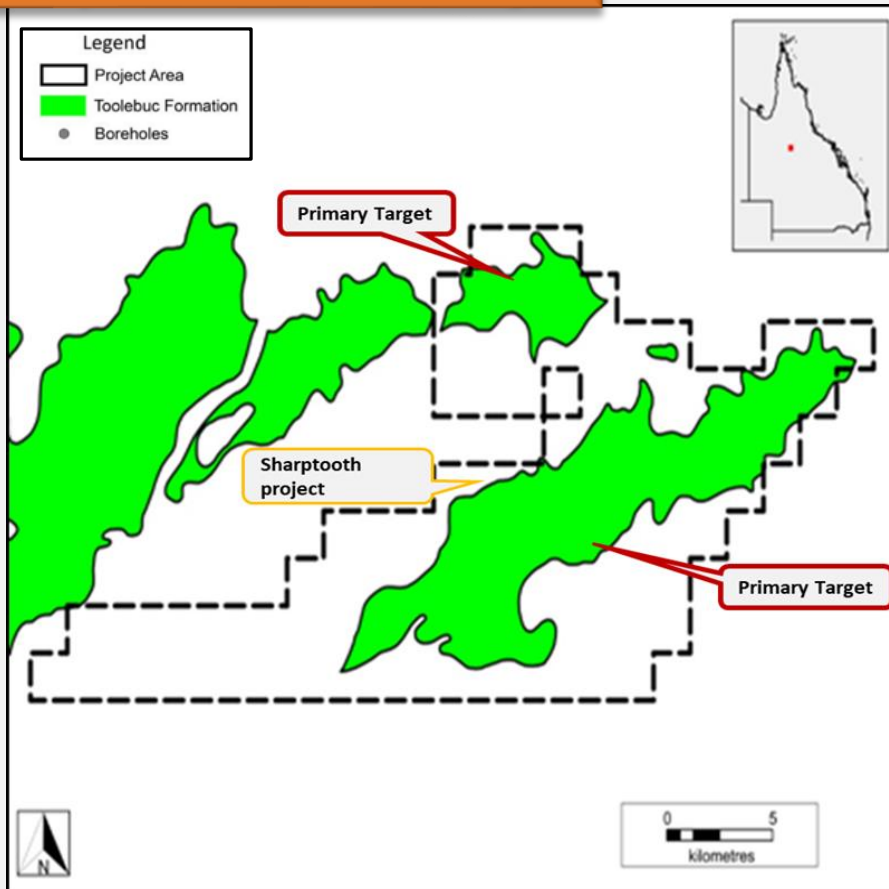 Legend
Project Area
Toolebuc Formation
Boreholes
Primary Target
Sharptooth
project
Primary Target
0 5
kilometres
N